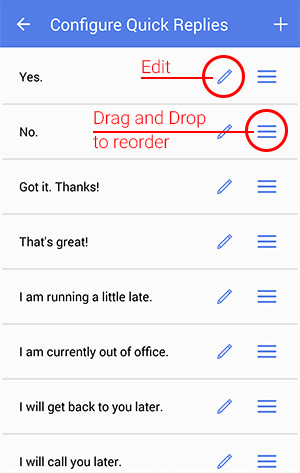 Configure Quick Replies
Yes.
Edit
No.
Drag and Drop
to reorder
Got it. Thanks!
That's great!
I am running a little late.
I am currently out of office.
I will get back to you later.
I will call you later.